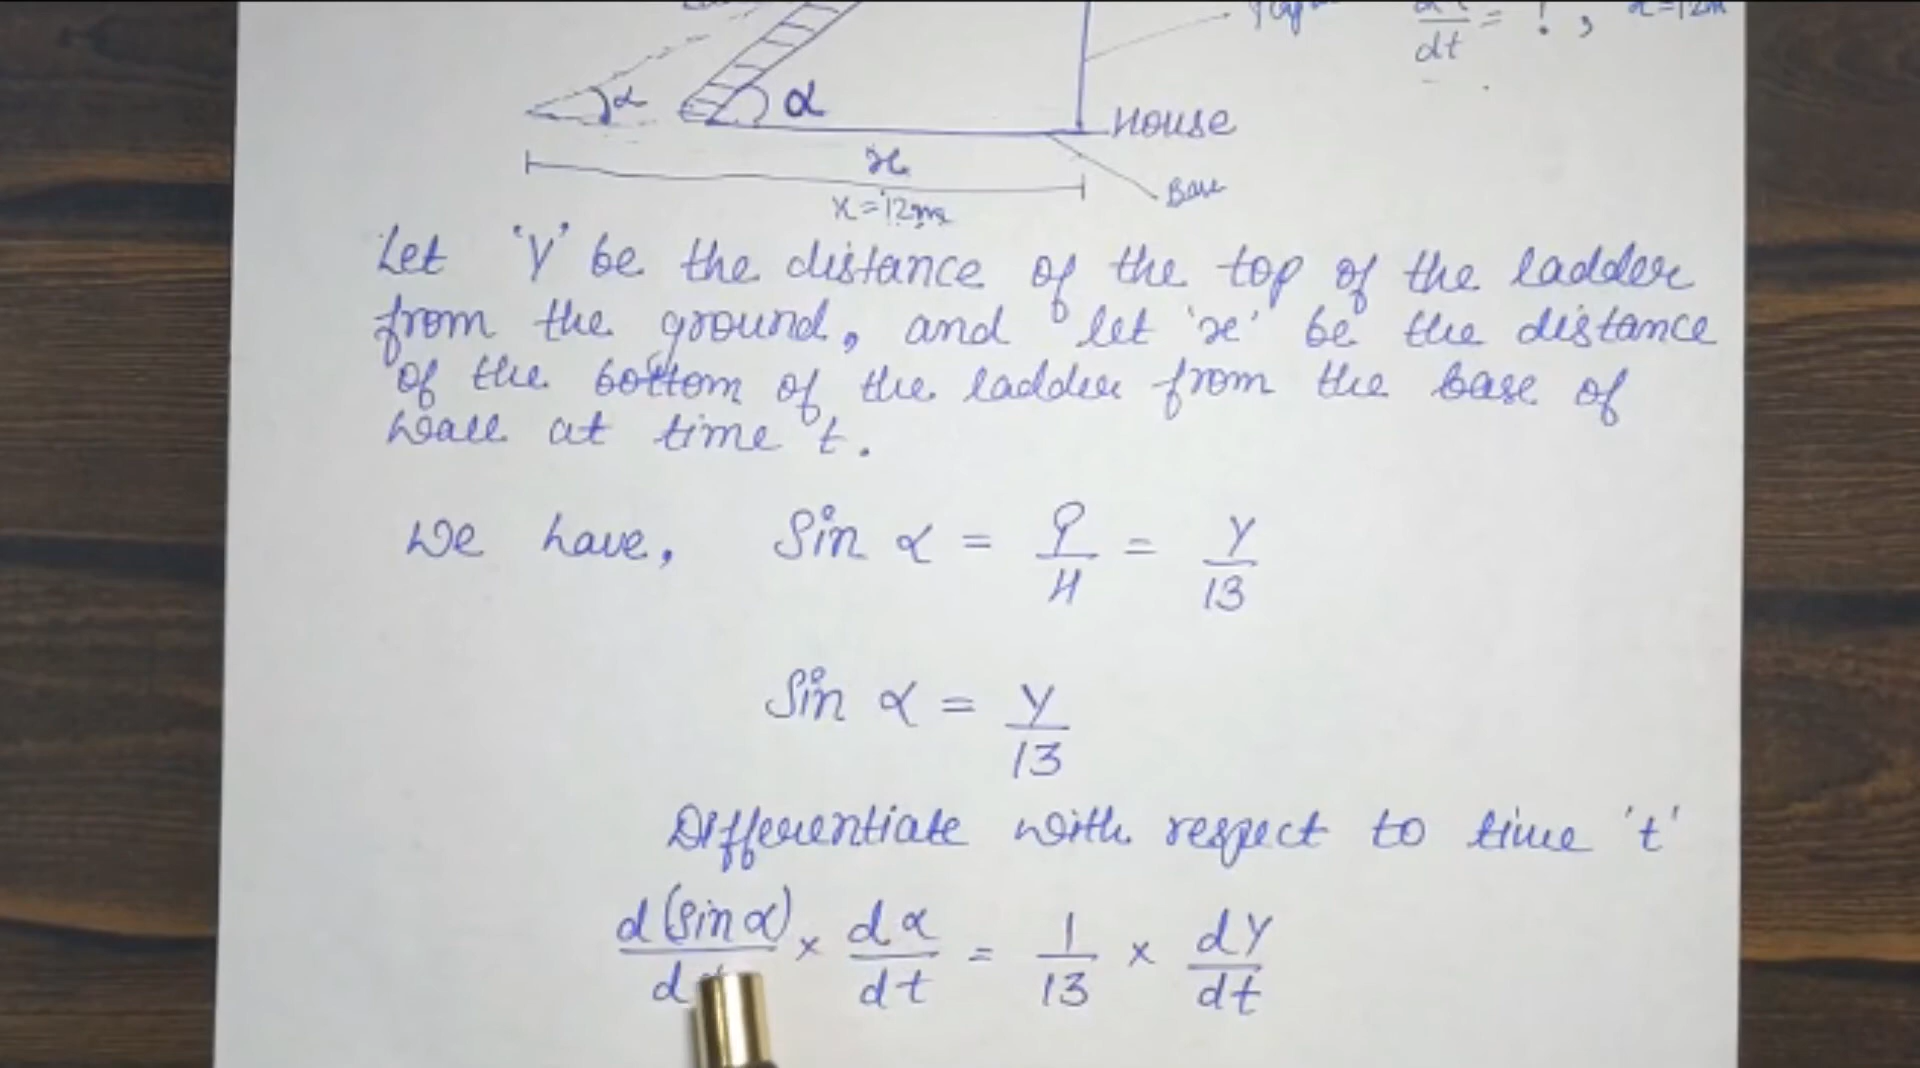 = ? , x=12m
dt
α α
House
x
Base
x=12m
Let 'y' be the distance of the top of the ladder
from the ground, and let 'x' be the distance
of the bottom of the ladder from the base of
wall at time t.
We have, Sin α = P/H = y/13
Sin α = y/13
Differentiate with respect to time 't'
d(Sin α)/d × dα/dt = 1/13 × dy/dt